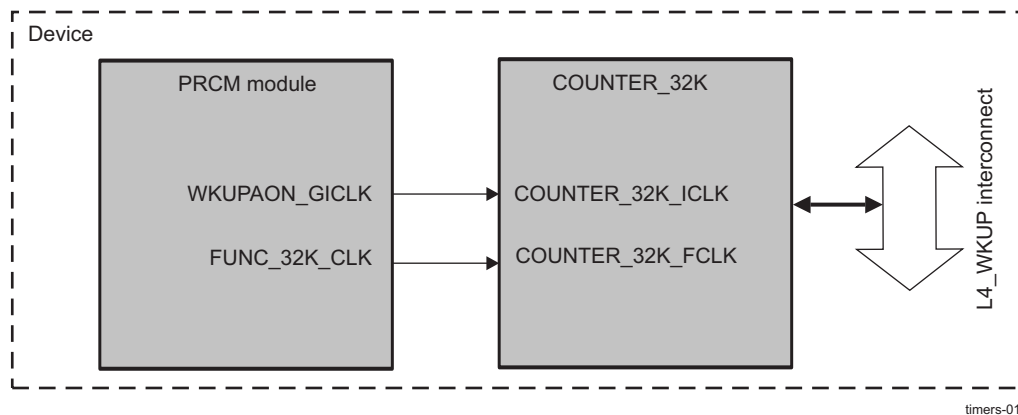 Device
PRCM module
WKUPAON_GICLK
FUNC_32K_CLK
COUNTER_32K
COUNTER_32K_ICLK
COUNTER_32K_FCLK
L4_WKUP interconnect
timers-01